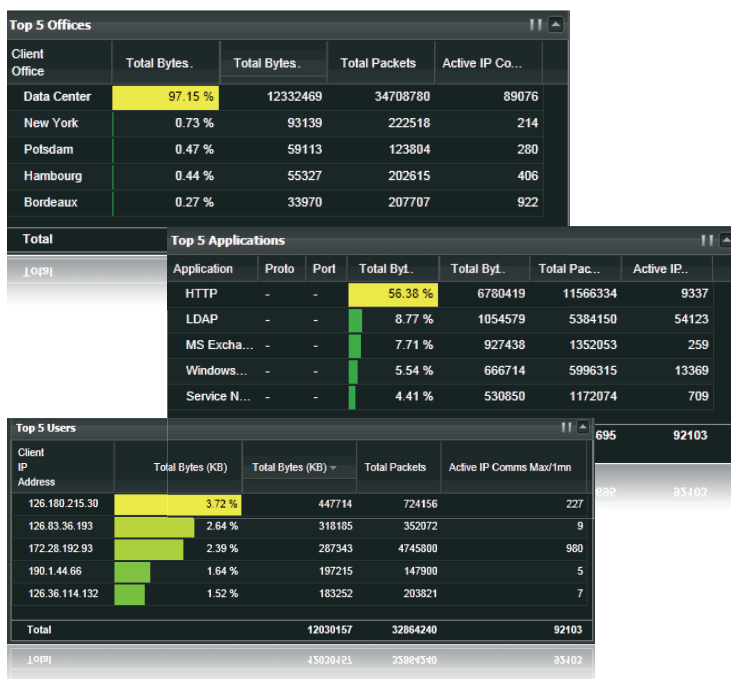 Top 5 Offices
Client
Office
Total Bytes.
Total Bytes.
Total Packets
Active IP Co...
Data Center 97.15 % 12332469 34708780 89076
New York 0.73 % 93139 222518 214
Potsdam 0.47 % 59113 123804 280
Hambourg 0.44 % 55327 202615 406
Bordeaux 0.27 % 33970 207707 922
Total
Top 5 Applications
Application Proto Port Total Byt.. Total Byt.. Total Pac... Active IP..
HTTP - - 56.38 % 6780419 11566334 9337
LDAP - - 8.77 % 1054579 5384150 54123
MS Excha... - - 7.71 % 927438 1352053 259
Windows... - - 5.54 % 666714 5996315 13369
Service N... - - 4.41 % 530850 1172074 709
695 92103
Top 5 Users
Client
IP
Address
Total Bytes (KB) Total Bytes (KB) Total Packets Active IP Comms Max/1mn
126.180.215.30 3.72 % 447714 724156 227
126.83.36.193 2.64 % 318185 352072 9
172.28.192.93 2.39 % 287343 4745800 980
190.1.44.66 1.64 % 197215 147900 5
126.36.114.132 1.52 % 183252 203821 7
Total 12030157 32864240 92103